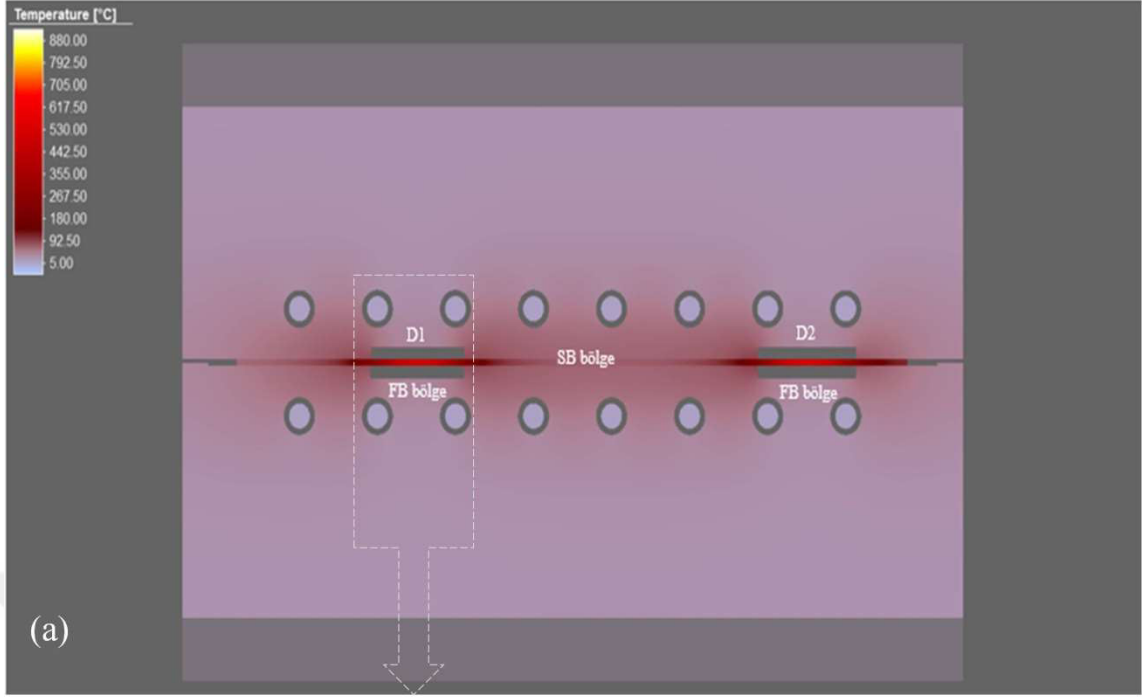 Temperature [°C]
880.00
792.50
705.00
617.50
530.00
442.50
355.00
267.50
180.00
92.50
5.00
D1
D2
SB bölge
FB bölge
FB bölge
(a)